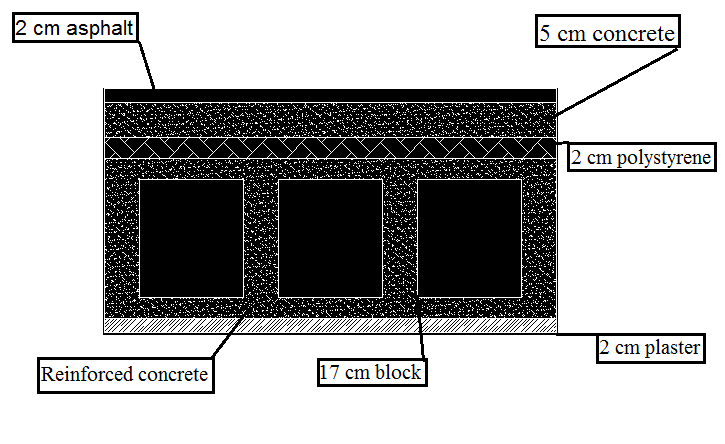 2 cm asphalt
5 cm concrete
2 cm polystyrene
2 cm plaster
17 cm block
Reinforced concrete